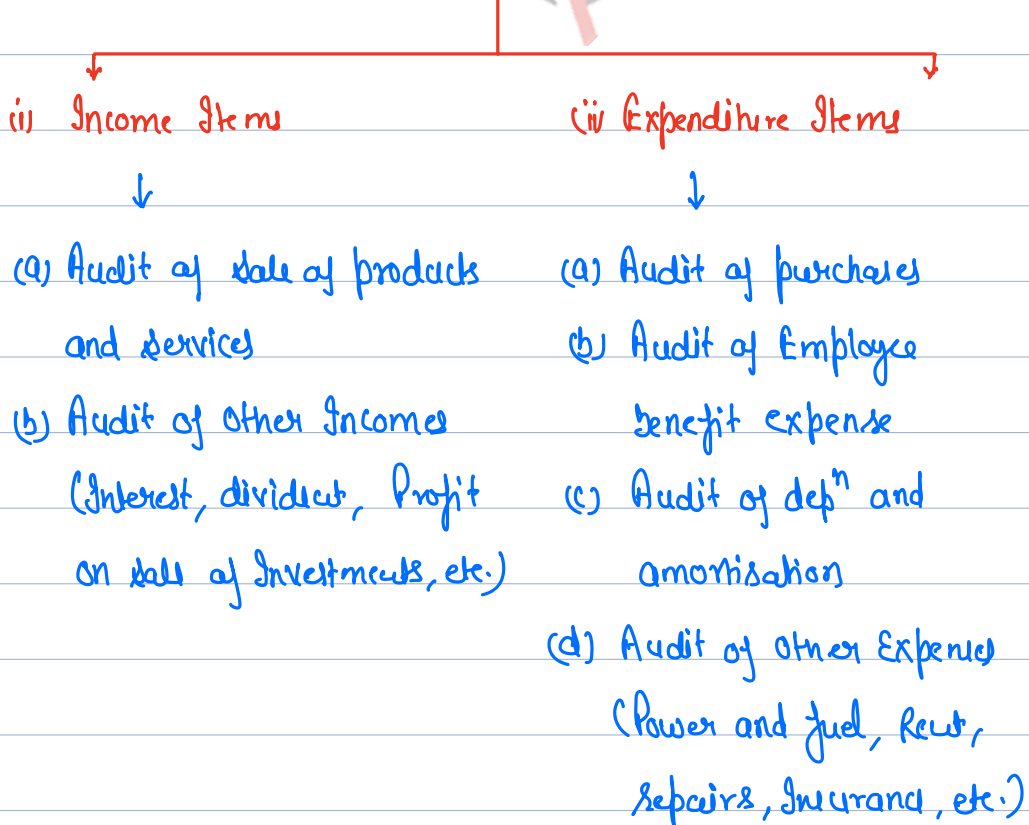 (i) Income Items
(ii) Expenditure Items
(a) Audit of sale of products
and services
(b) Audit of Other Incomes
(Interest, dividend, Profit
on sale of Investments, etc.)
(a) Audit of purchases
(b) Audit of Employee
benefit expense
(c) Audit of depⁿ and
amortisation
(d) Audit of Other Expenses
(Power and fuel, Rent,
repairs, Insurance, etc.)